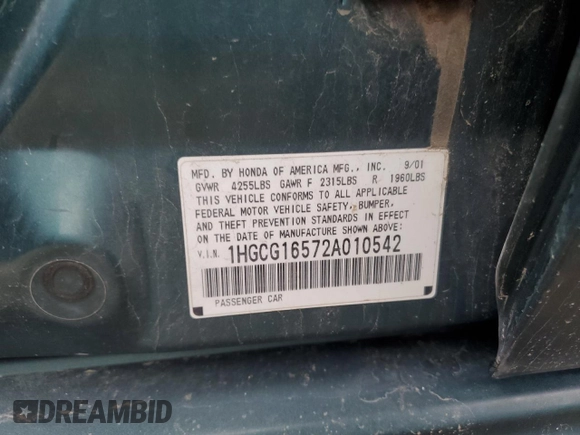 MFD. BY HONDA OF AMERICA MFG., INC. 9/01
GVWR 4255LBS GAWR F 2315LBS R 1960LBS
THIS VEHICLE CONFORMS TO ALL APPLICABLE
FEDERAL MOTOR VEHICLE SAFETY, BUMPER,
AND THEFT PREVENTION STANDARDS IN EFFECT
ON THE DATE OF MANUFACTURE SHOWN ABOVE:
V.I.N. 1HGCG16572A010542
PASSENGER CAR
DREAMBID